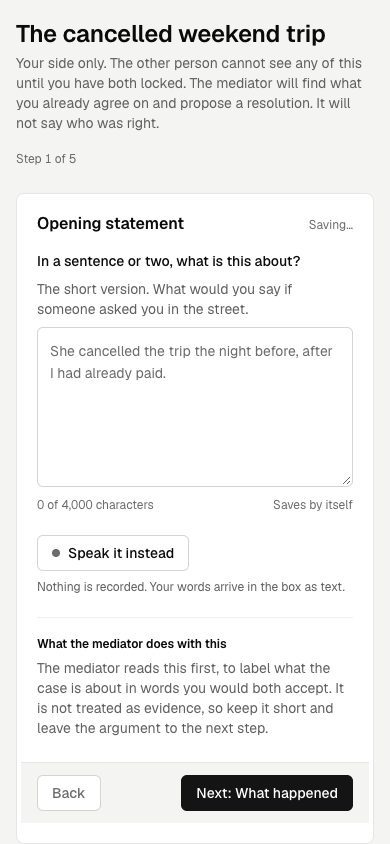 The cancelled weekend trip
Your side only. The other person cannot see any of this
until you have both locked. The mediator will find what
you already agree on and propose a resolution. It will
not say who was right.
Step 1 of 5
Opening statement
Saving…
In a sentence or two, what is this about?
The short version. What would you say if
someone asked you in the street.
She cancelled the trip the night before, after
I had already paid.
0 of 4,000 characters
Saves by itself
Speak it instead
Nothing is recorded. Your words arrive in the box as text.
What the mediator does with this
The mediator reads this first, to label what the
case is about in words you would both accept. It
is not treated as evidence, so keep it short and
leave the argument to the next step.
Back
Next: What happened